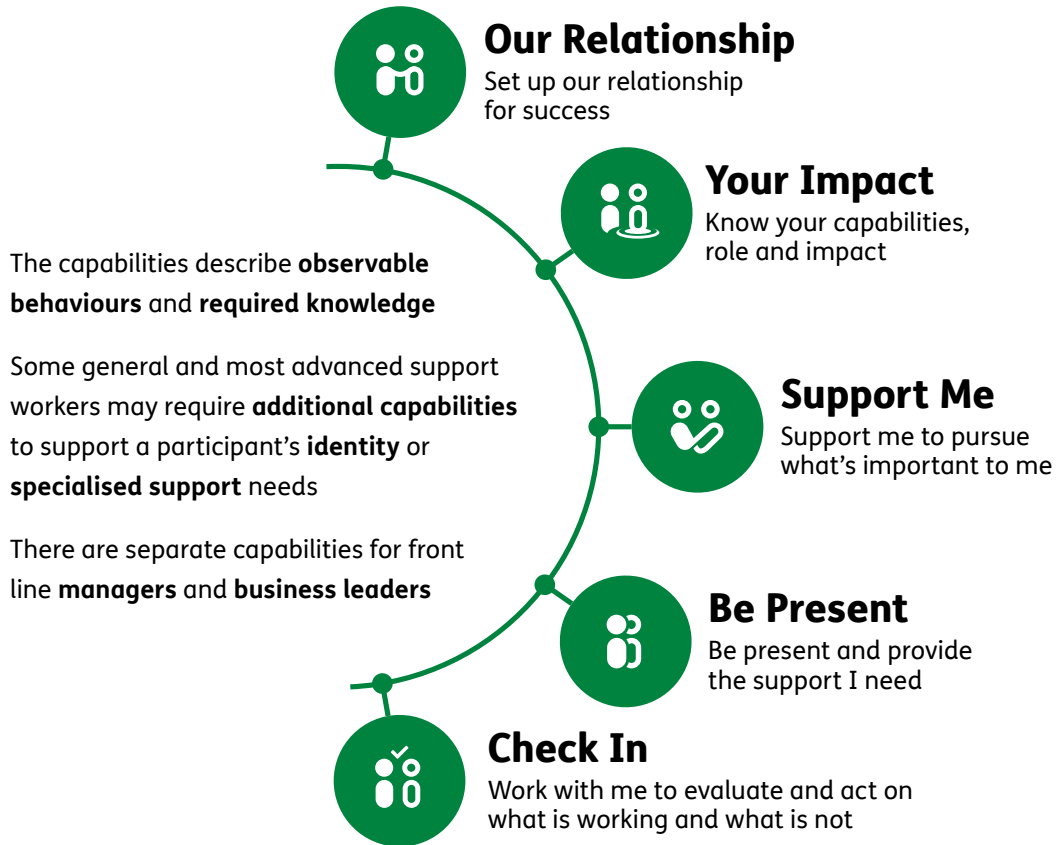 Our Relationship
Set up our relationship
for success
Your Impact
Know your capabilities,
role and impact
The capabilities describe observable
behaviours and required knowledge
Some general and most advanced support
workers may require additional capabilities
to support a participant's identity or
specialised support needs
There are separate capabilities for front
line managers and business leaders
Support Me
Support me to pursue
what's important to me
Be Present
Be present and provide
the support I need
Check In
Work with me to evaluate and act on
what is working and what is not